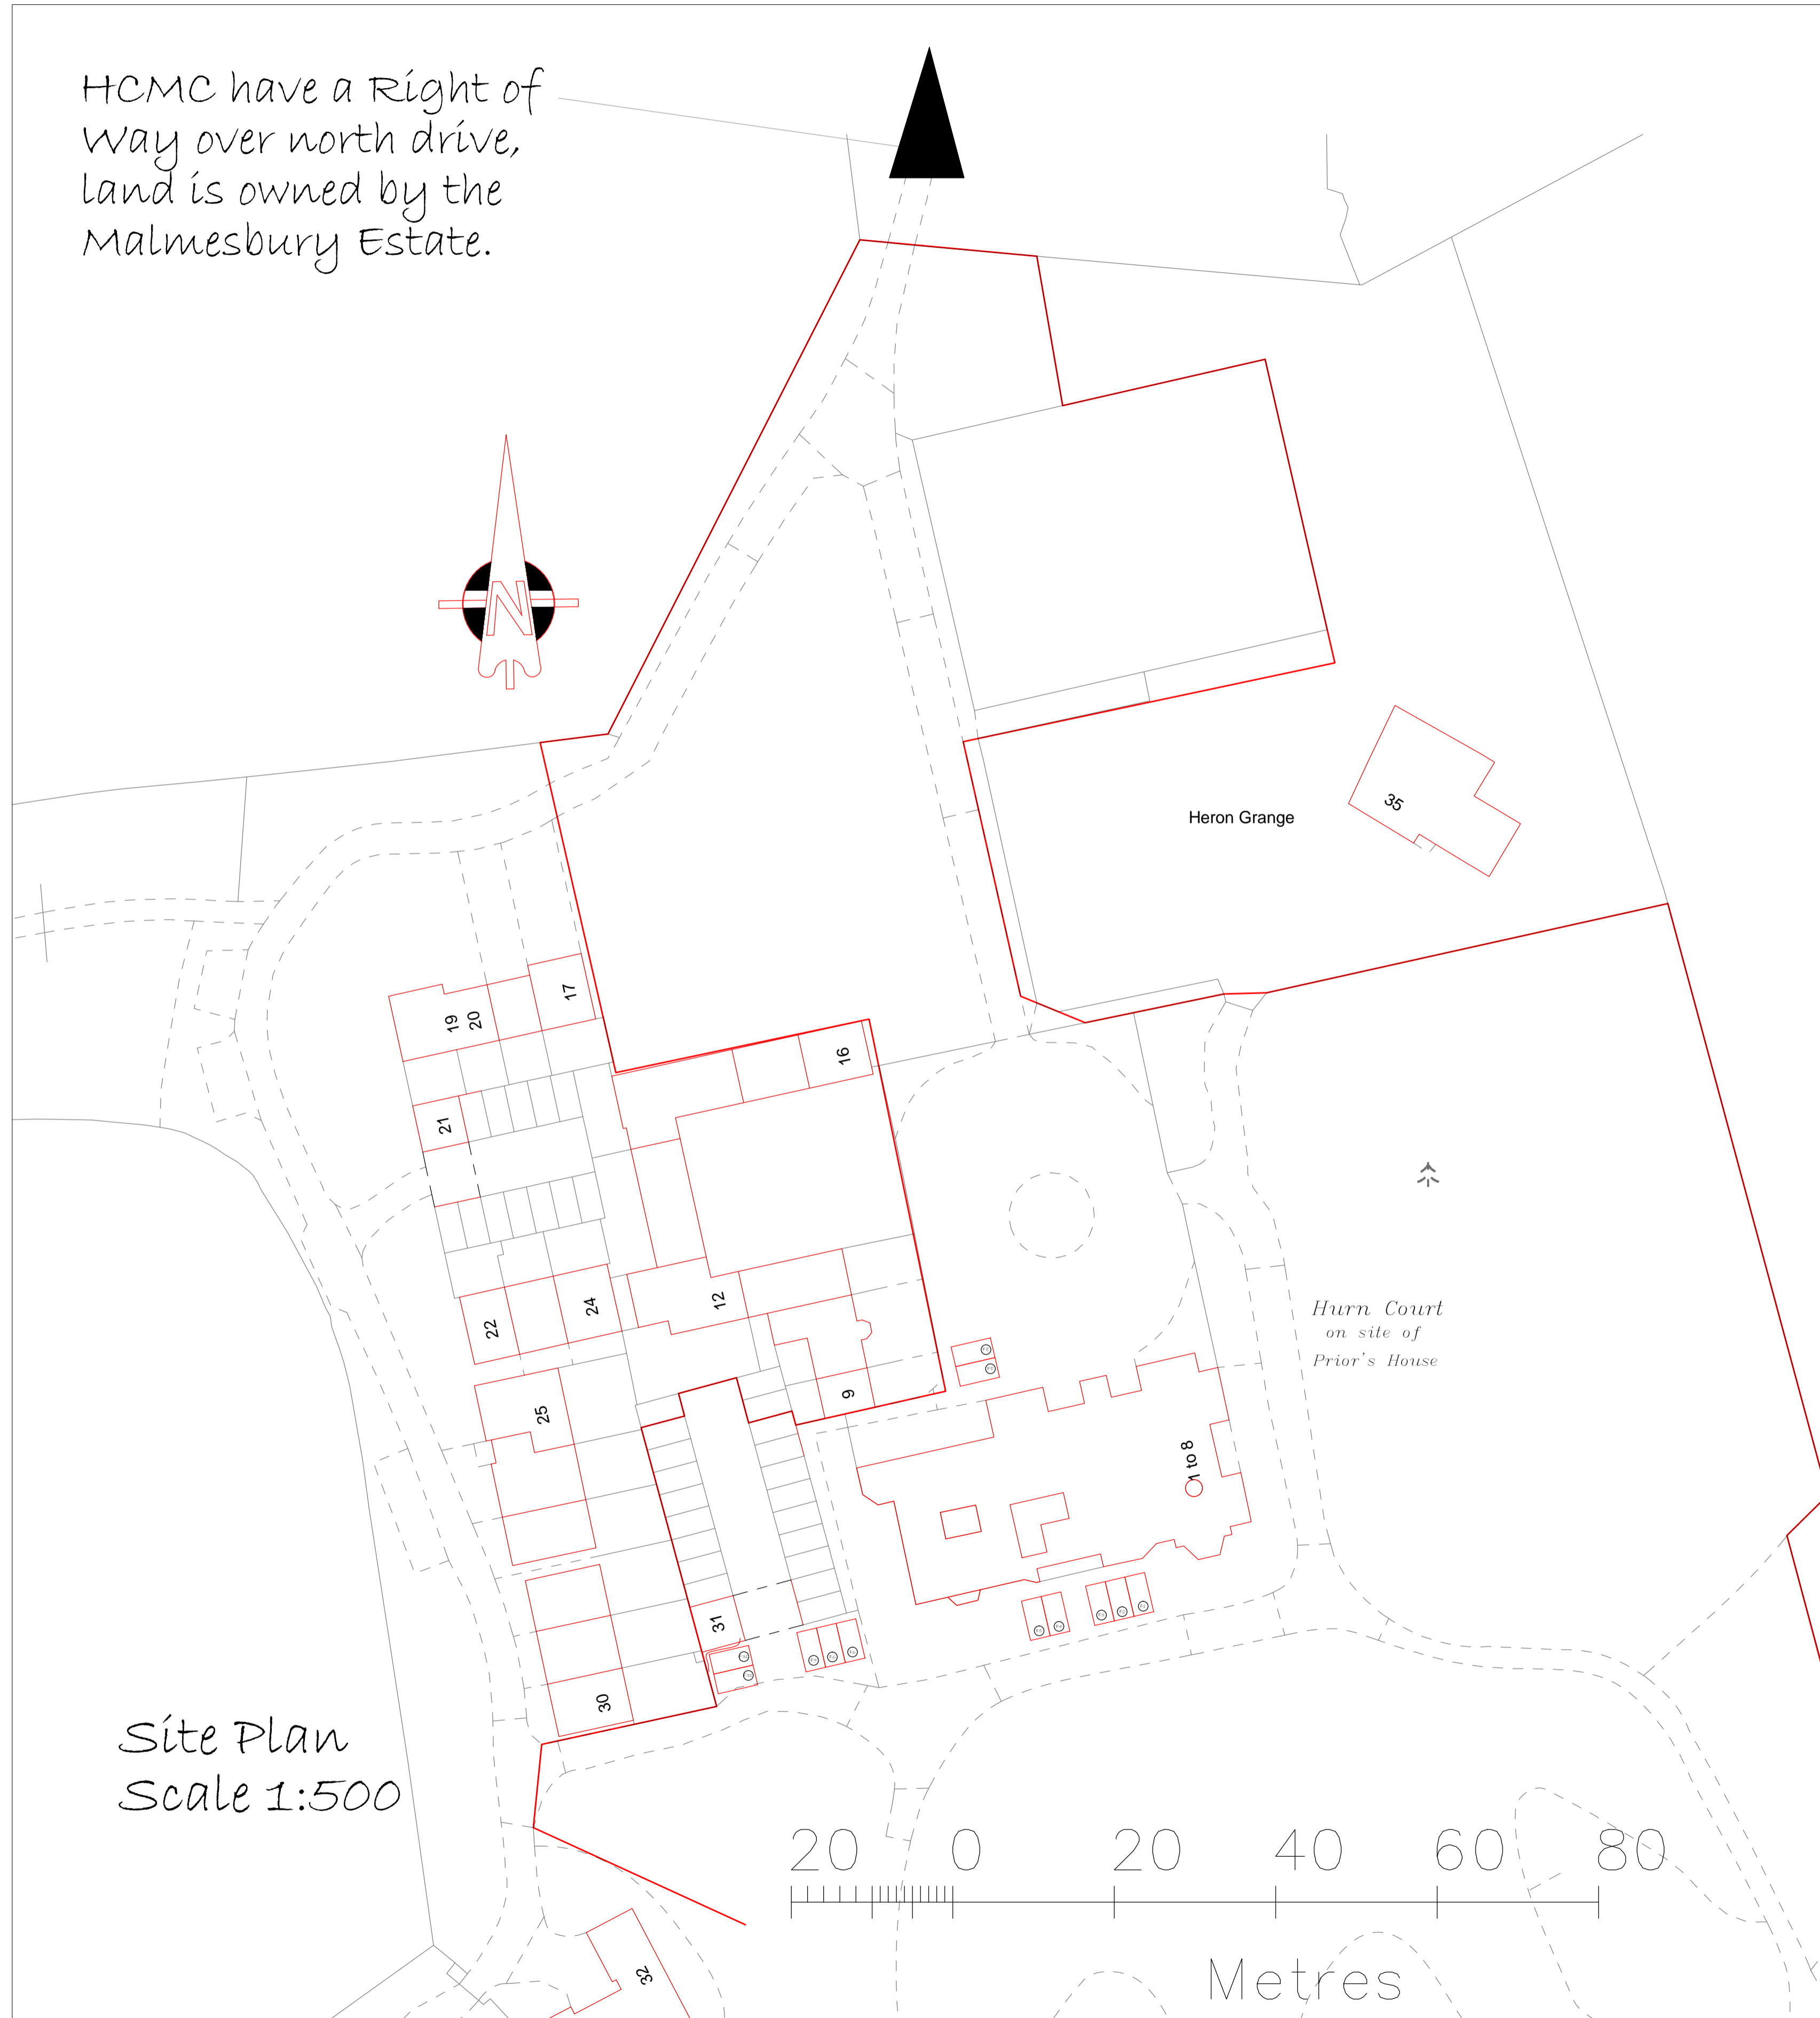 HCMC have a Right of
Way over north drive,
land is owned by the
Malmesbury Estate.
N
35
Heron Grange
17
19
20
16
21
12
24
22
Hurn Court
on site of
Prior's House
9
25
1 to 8
31
30
Site Plan
Scale 1:500
20 0 20 40 60 80
Metres
32